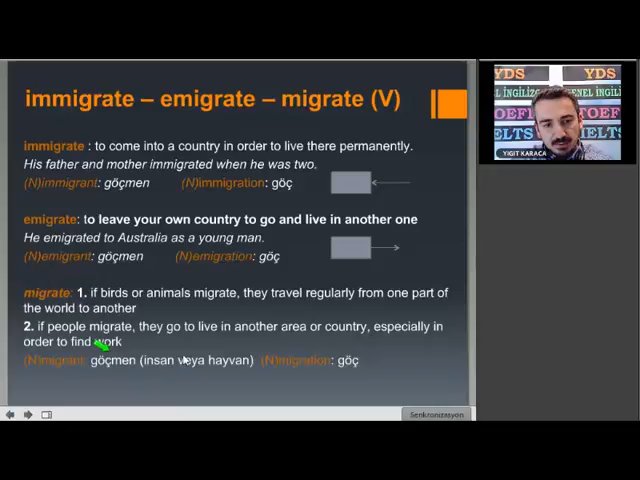 immigrate – emigrate – migrate (V)
immigrate : to come into a country in order to live there permanently.
His father and mother immigrated when he was two.
(N)immigrant: göçmen (N)immigration: göç
emigrate: to leave your own country to go and live in another one
He emigrated to Australia as a young man.
(N)emigrant: göçmen (N)emigration: göç
migrate: 1. if birds or animals migrate, they travel regularly from one part of
the world to another
2. if people migrate, they go to live in another area or country, especially in
order to find work
(N)migrant: göçmen (insan veya hayvan) (N)migration: göç
Senkronizasyon
YDS YDS
YIGIT KARACA